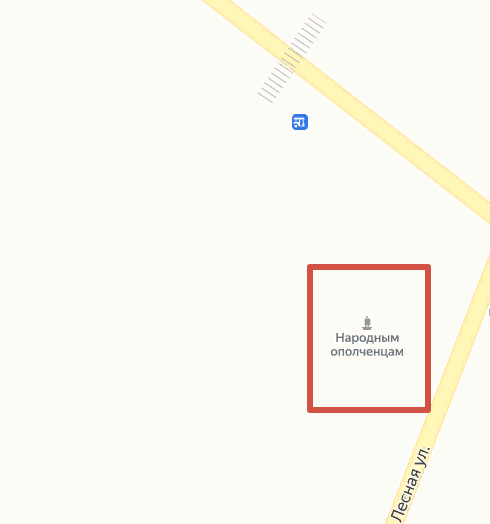 Народным
ополченцам
Лесная ул.